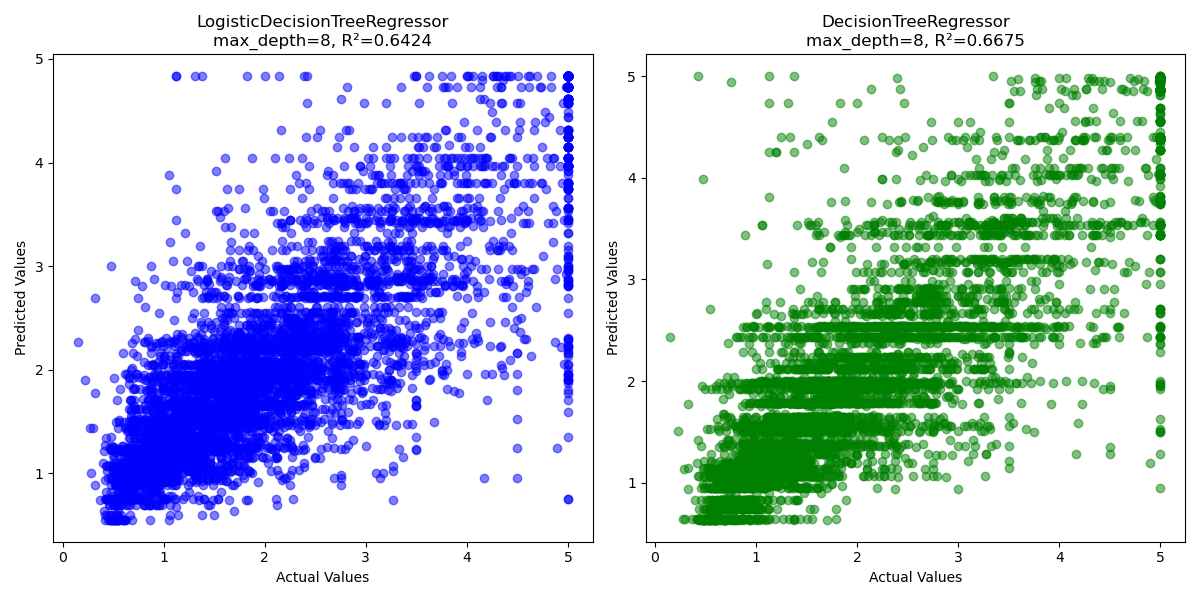 LogisticDecisionTreeRegressor
max_depth=8, R²=0.6424
5
4
3
2
1
Predicted Values
0 1 2 3 4 5
Actual Values
DecisionTreeRegressor
max_depth=8, R²=0.6675
5
4
3
2
1
Predicted Values
0 1 2 3 4 5
Actual Values